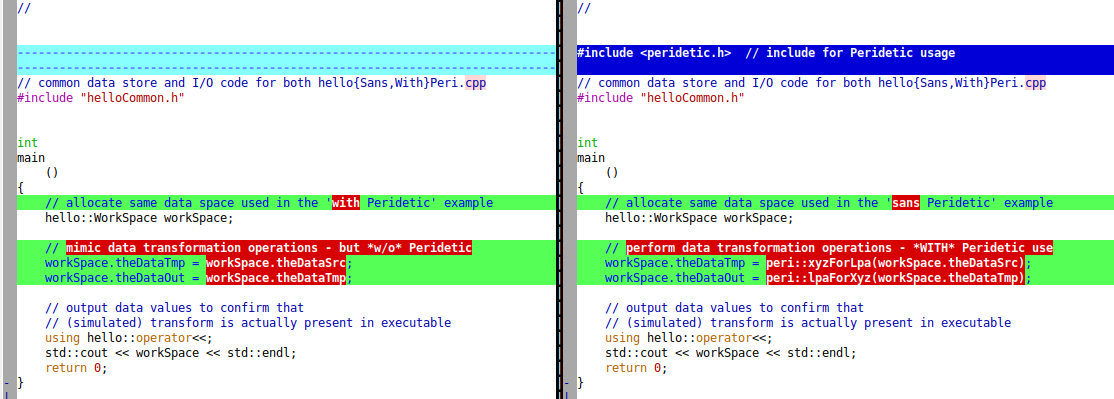 //
//common data store and I/O code for both hello{Sans,With}Peri.cpp
#include "helloCommon.h"
int
main
()
{
// allocate same data space used in the 'with Peridetic' example
hello::WorkSpace workSpace;
// mimic data transformation operations - but *w/o* Peridetic
workSpace.theDataTmp = workSpace.theDataSrc;
workSpace.theDataOut = workSpace.theDataTmp;
// output data values to confirm that
// (simulated) transform is actually present in executable
using hello::operator<<;
std::cout << workSpace << std::endl;
return 0;
}
//
#include <peridetic.h>  // include for Peridetic usage
// common data store and I/O code for both hello{Sans,With}Peri.cpp
#include "helloCommon.h"
int
main
()
{
// allocate same data space used in the 'sans Peridetic' example
hello::WorkSpace workSpace;
// perform data transformation operations - *WITH* Peridetic use
workSpace.theDataTmp = peri::xyzForLpa(workSpace.theDataSrc);
workSpace.theDataOut = peri::lpaForXyz(workSpace.theDataTmp);
// output data values to confirm that
// (simulated) transform is actually present in executable
using hello::operator<<;
std::cout << workSpace << std::endl;
return 0;
}